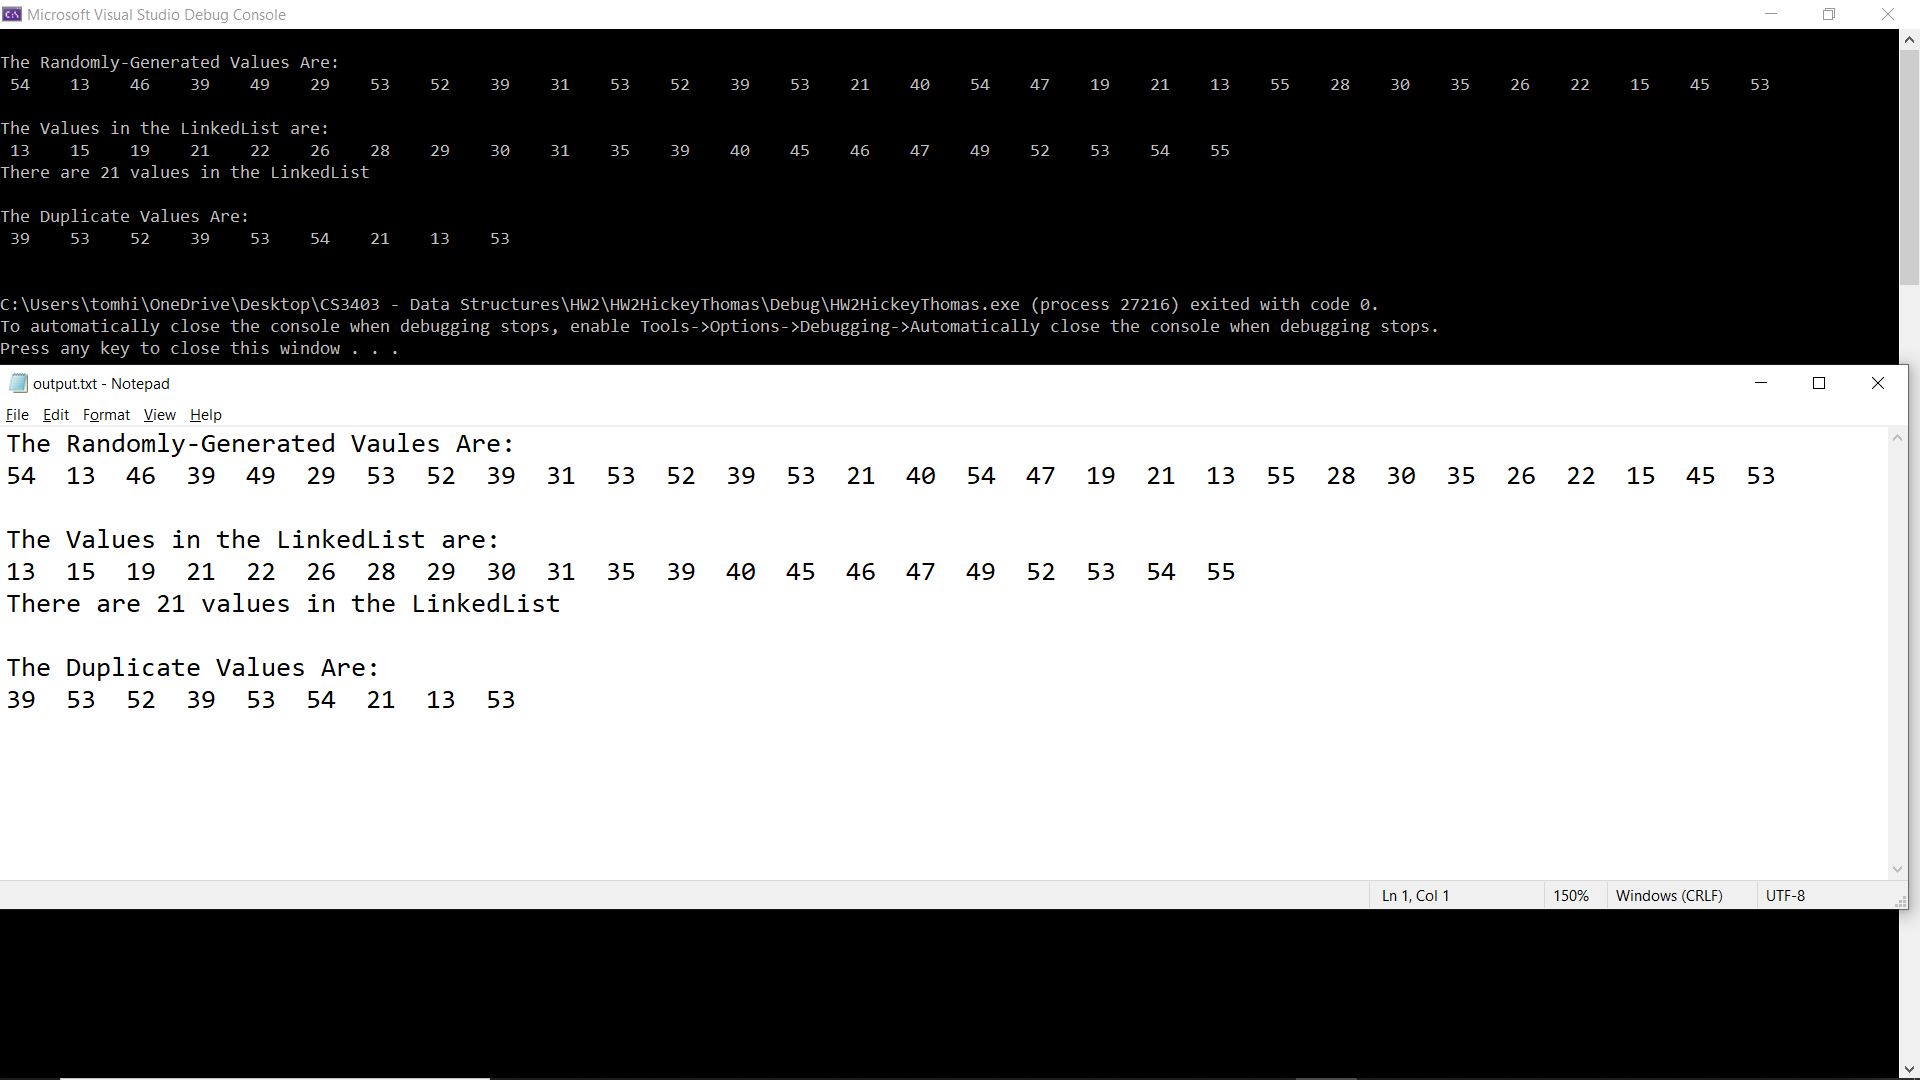 Microsoft Visual Studio Debug Console
The Randomly-Generated Values Are:
54 13 46 39 49 29 53 52 39 31 53 52 39 53 21 40 54 47 19 21 13 55 28 30 35 26 22 15 45 53
The Values in the LinkedList are:
13 15 19 21 22 26 28 29 30 31 35 39 40 45 46 47 49 52 53 54 55
There are 21 values in the LinkedList
The Duplicate Values Are:
39 53 52 39 53 54 21 13 53
C:\Users\tomhi\OneDrive\Desktop\CS3403 - Data Structures\HW2\HW2HickeyThomas\Debug\HW2HickeyThomas.exe (process 27216) exited with code 0.
To automatically close the console when debugging stops, enable Tools->Options->Debugging->Automatically close the console when debugging stops.
Press any key to close this window . . .
output.txt - Notepad
File Edit Format View Help
The Randomly-Generated Vaules Are:
54 13 46 39 49 29 53 52 39 31 53 52 39 53 21 40 54 47 19 21 13 55 28 30 35 26 22 15 45 53
The Values in the LinkedList are:
13 15 19 21 22 26 28 29 30 31 35 39 40 45 46 47 49 52 53 54 55
There are 21 values in the LinkedList
The Duplicate Values Are:
39 53 52 39 53 54 21 13 53
Ln 1, Col 1 150% Windows (CRLF) UTF-8